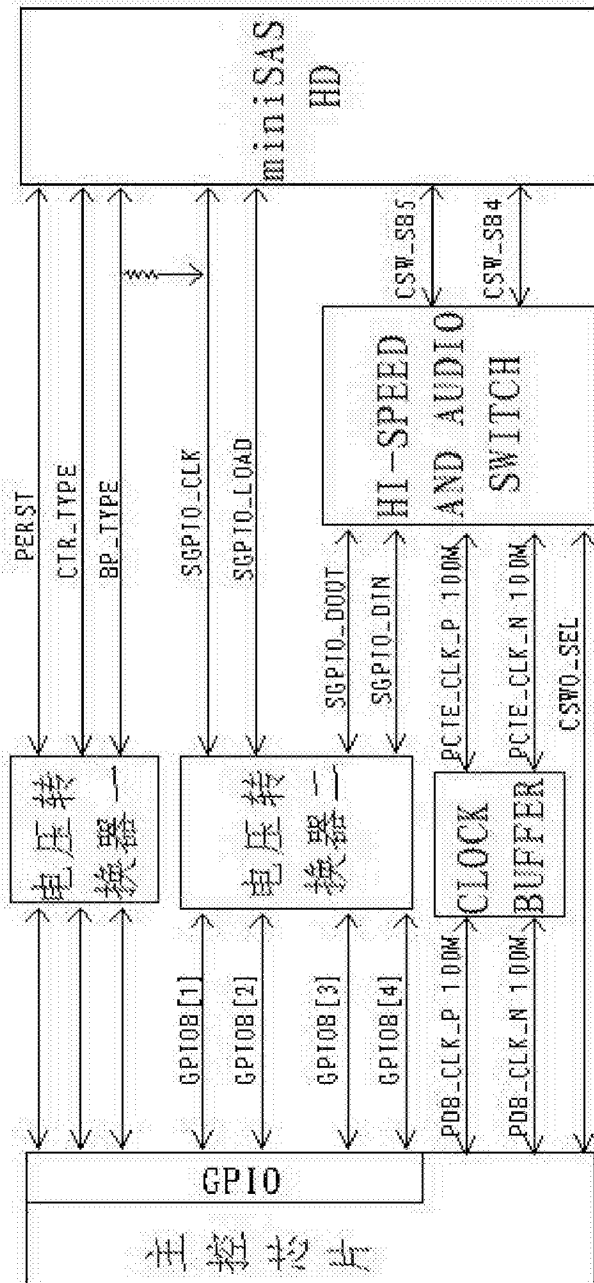 主控芯片
GPIO
GPIOB[1]
GPIOB[2]
GPIOB[3]
GPIOB[4]
PDB_CLK_P 100M
PDB_CLK_N 100M
电压转
换器一
电压转
换器二
CLOCK
BUFFER
PERST
CTR_TYPE
BP_TYPE
SGPIO_CLK
SGPIO_LOAD
SGPIO_DOUT
SGPIO_DIN
PCIE_CLK_P 100M
PCIE_CLK_N 100M
CSWO_SEL
HI-SPEED
AND AUDIO
SWITCH
CSW_SB5
CSW_SB4
miniSAS
HD